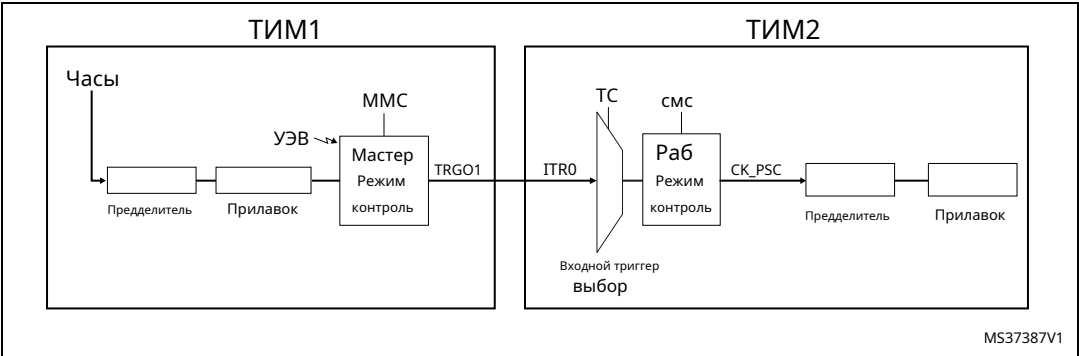 ТИМ1
ТИМ2
Часы
ММС
УЭВ
Мастер
Режим
контроль
TRGO1
Предделитель
Прилавок
ITR0
ТС
смс
Раб
Режим
контроль
CK_PSC
Предделитель
Прилавок
Входной триггер
выбор
MS37387V1